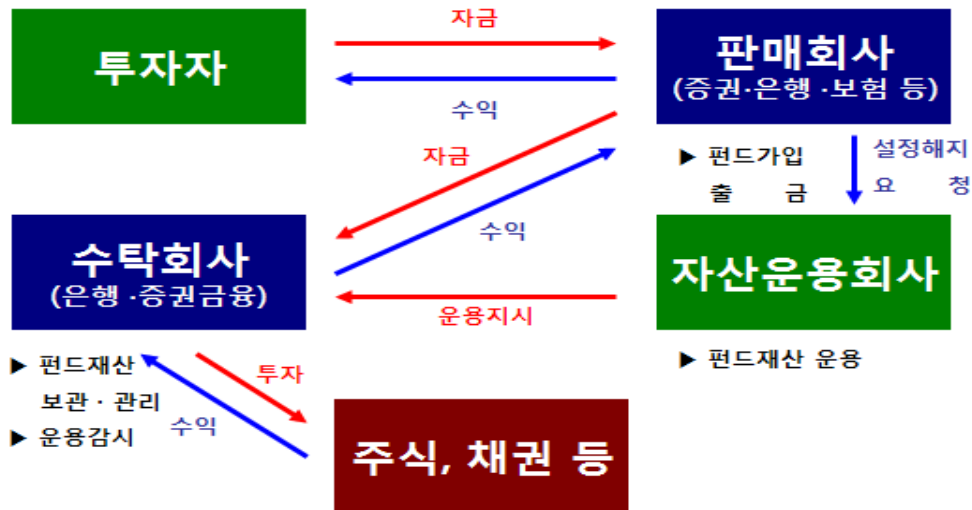 자금
투자자
판매회사
(증권·은행 ·보험 등)
수익
자금
▶ 펀드가입
출 금
설정해지
요 청
수익
수탁회사
(은행 ·증권금융)
자산운용회사
운용지시
▶ 펀드재산
보관 · 관리
▶ 운용감시
투자
수익
▶ 펀드재산 운용
주식, 채권 등